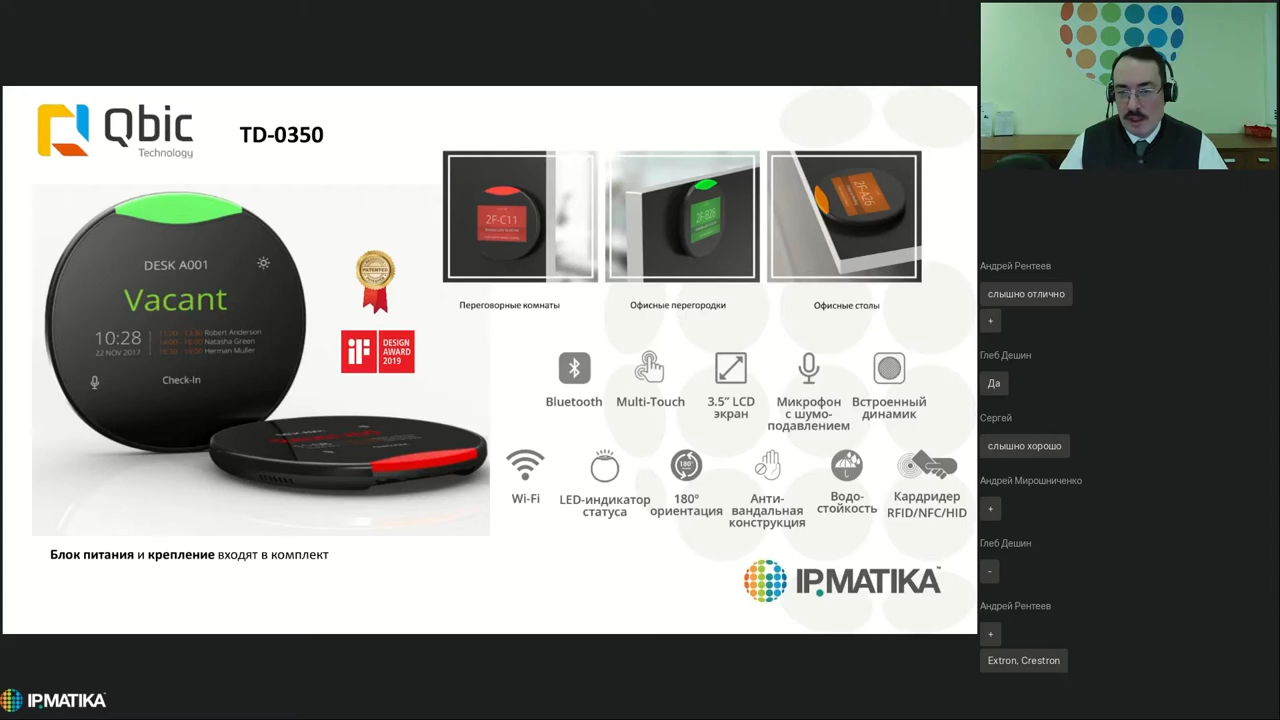 Qbic
Technology
TD-0350
DESK A001
Vacant
10:28
22 NOV 2017
Robert Anderson
Natasha Green
Herman Muller
Check-In
PATENTED
iF
DESIGN
AWARD
2019
2F-C11
2F-B26
2F-A26
Переговорные комнаты
Офисные перегородки
Офисные столы
Bluetooth
Multi-Touch
3.5” LCD
экран
Микрофон
с шумо-
подавлением
Встроенный
динамик
Wi-Fi
LED-индикатор
статуса
180°
180°
ориентация
Анти-
вандальная
конструкция
Водо-
стойкость
Кардридер
RFID/NFC/HID
Блок питания и крепление входят в комплект
IPMATIKA™
IPMATIKA
Андрей Рентеев
слышно отлично
+
Глеб Дешин
Да
Сергей
слышно хорошо
Андрей Мирошниченко
+
Глеб Дешин
-
Андрей Рентеев
+
Extron, Crestron